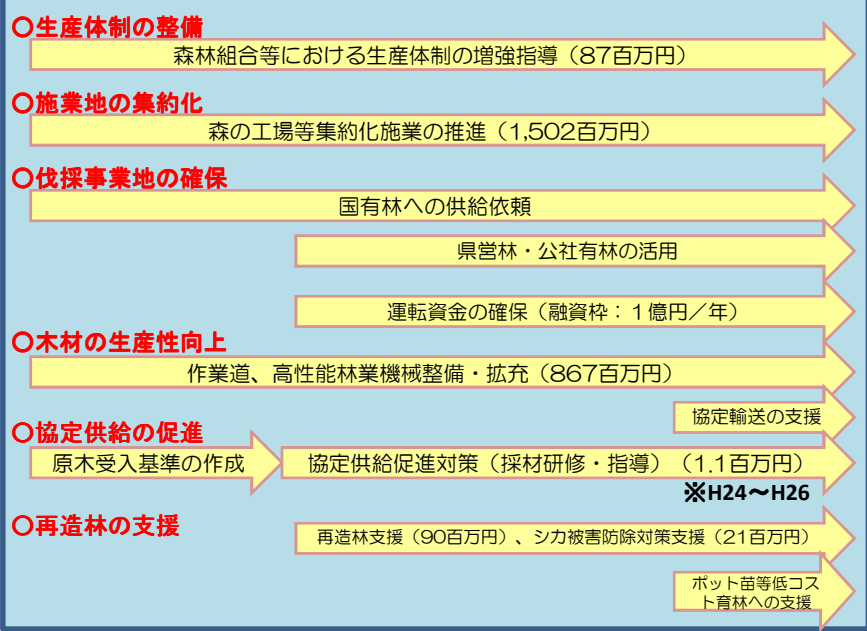 〇生産体制の整備
森林組合等における生産体制の増強指導（87百万円）
〇施業地の集約化
森の工場等集約化施業の推進（1,502百万円）
〇伐採事業地の確保
国有林への供給依頼
県営林・公社有林の活用
運転資金の確保（融資枠：１億円／年）
〇木材の生産性向上
作業道、高性能林業機械整備・拡充（867百万円）
協定輸送の支援
〇協定供給の促進
原木受入基準の作成
協定供給促進対策（採材研修・指導）（1.1百万円）
※H24～H26
〇再造林の支援
再造林支援（90百万円）、シカ被害防除対策支援（21百万円）
ポット苗等低コス
ト育林への支援